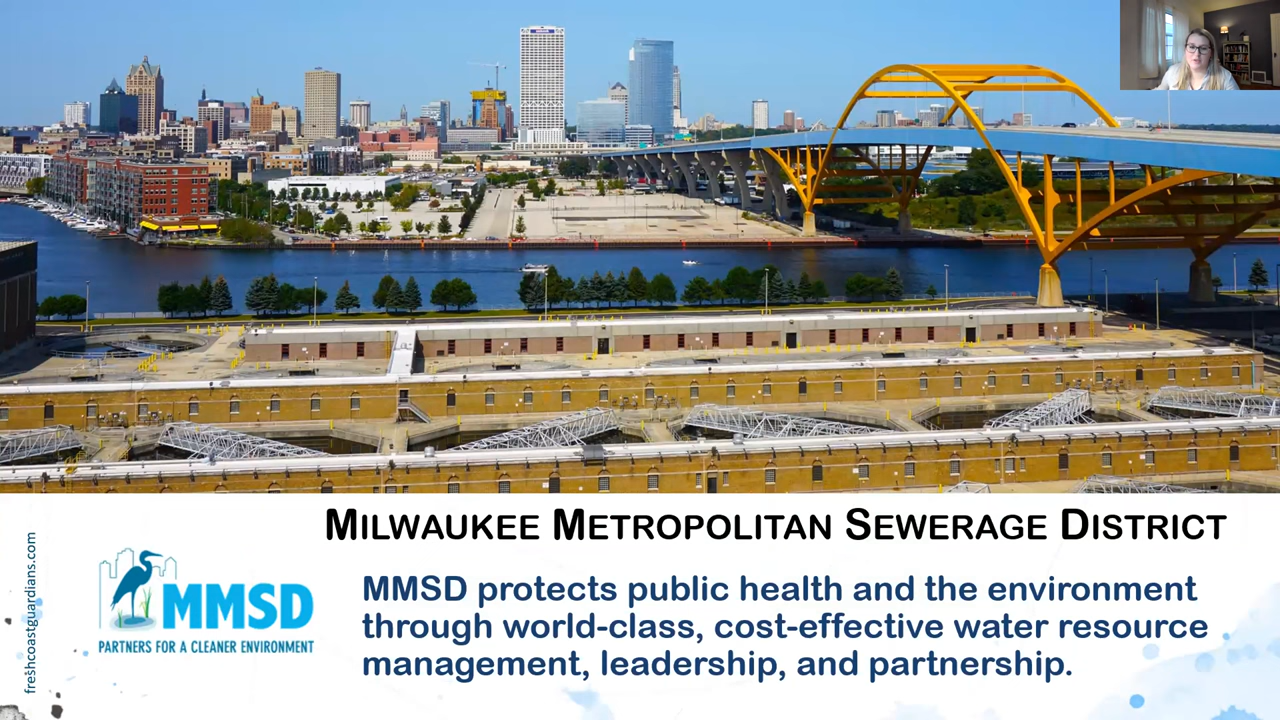 MILWAUKEE METROPOLITAN SEWERAGE DISTRICT
MMSD protects public health and the environment
through world-class, cost-effective water resource
management, leadership, and partnership.
MMSD
PARTNERS FOR A CLEANER ENVIRONMENT
freshcoastguardians.com